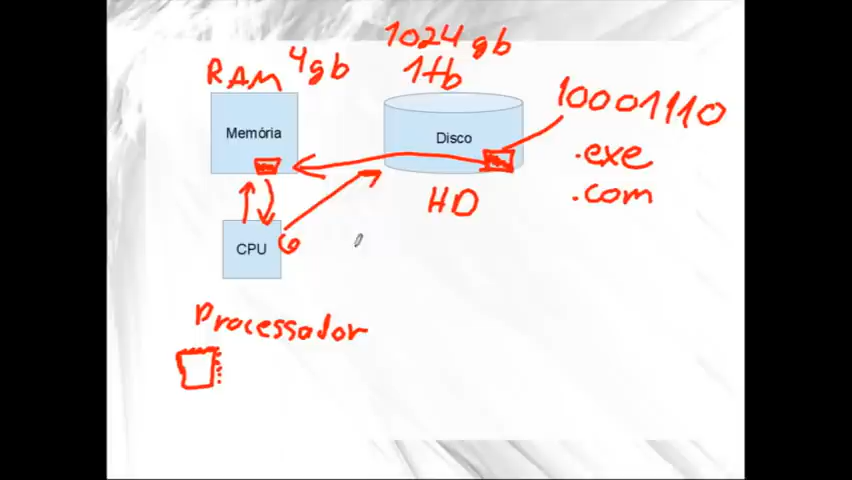 1024 gb
1tb
RAM 4gb
10001110
Memória
Disco
.exe
.com
HD
CPU
Processador